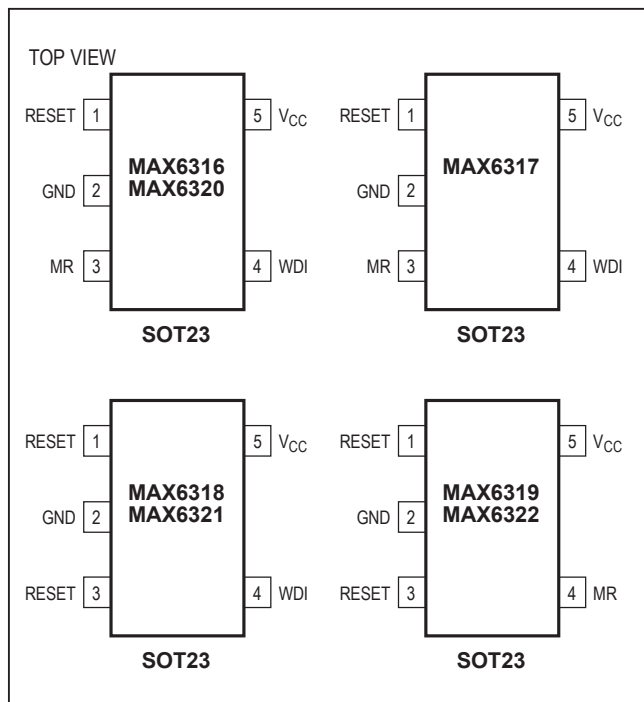 TOP VIEW
RESET 1 5 VCC
MAX6316
MAX6320
GND 2
MR 3 4 WDI
SOT23
RESET 1 5 VCC
MAX6317
GND 2
MR 3 4 WDI
SOT23
RESET 1 5 VCC
MAX6318
MAX6321
GND 2
RESET 3 4 WDI
SOT23
RESET 1 5 VCC
MAX6319
MAX6322
GND 2
RESET 3 4 MR
SOT23